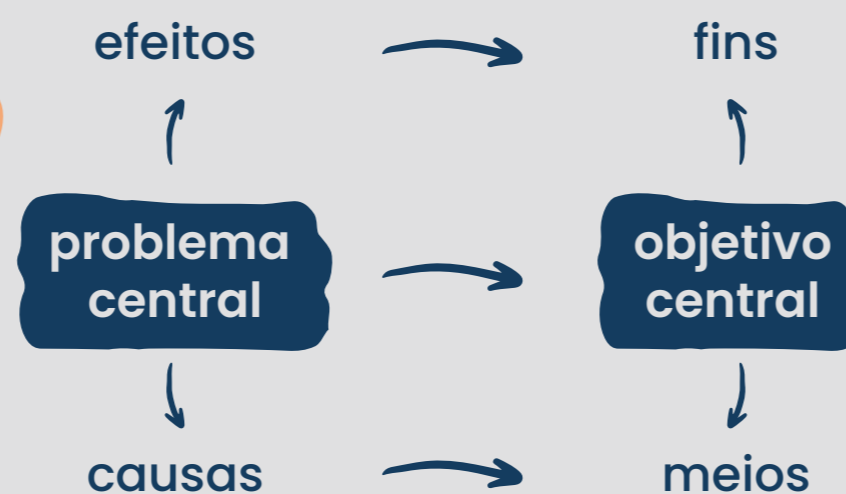 efeitos
fins
problema
central
objetivo
central
causas
meios